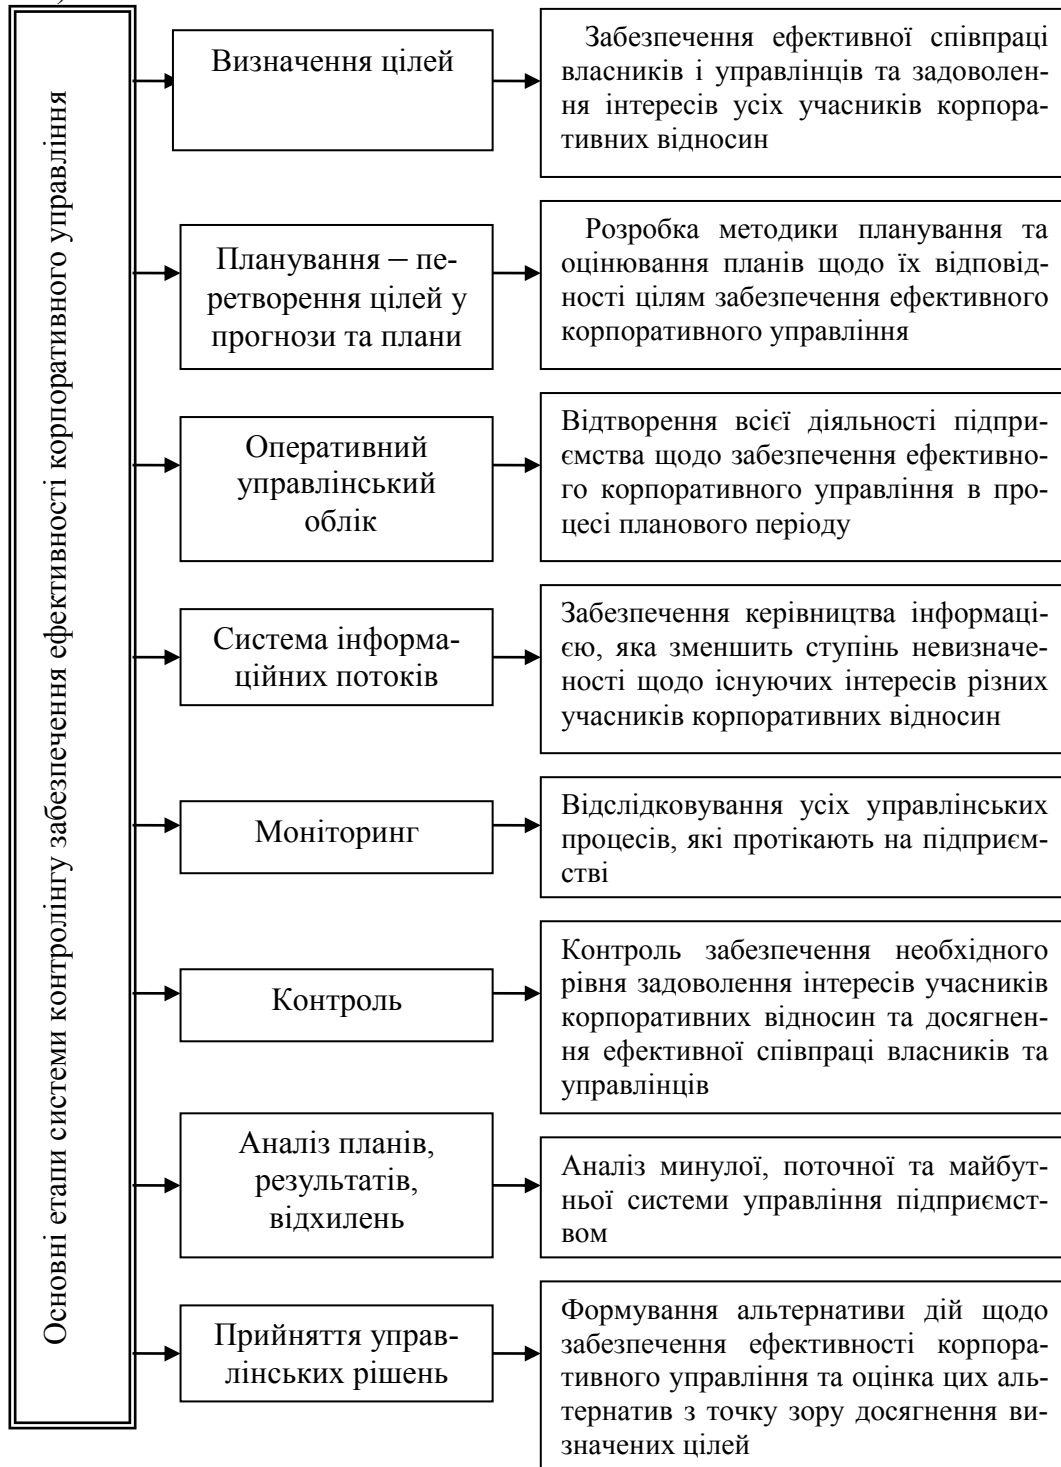 Основні етапи системи контролінгу забезпечення ефективності корпоративного управління
Визначення цілей
Забезпечення ефективної співпраці
власників і управлінців та задоволен-
ня інтересів усіх учасників корпора-
тивних відносин
Планування – пе-
ретворення цілей у
прогнози та плани
Розробка методики планування та
оцінювання планів щодо їх відповід-
ності цілям забезпечення ефективного
корпоративного управління
Оперативний
управлінський
облік
Відтворення всієї діяльності підпри-
ємства щодо забезпечення ефективно-
го корпоративного управління в про-
цесі планового періоду
Система інформа-
ційних потоків
Забезпечення керівництва інформаці-
єю, яка зменшить ступінь невизначе-
ності щодо існуючих інтересів різних
учасників корпоративних відносин
Моніторинг
Відслідковування усіх управлінських
процесів, які протікають на підприєм-
стві
Контроль
Контроль забезпечення необхідного
рівня задоволення інтересів учасників
корпоративних відносин та досягнен-
ня ефективної співпраці власників та
управлінців
Аналіз планів,
результатів,
відхилень
Аналіз минулої, поточної та майбут-
ньої системи управління підприємст-
вом
Прийняття управ-
лінських рішень
Формування альтернативи дій щодо
забезпечення ефективності корпора-
тивного управління та оцінка цих аль-
тернатив з точку зору досягнення ви-
значених цілей